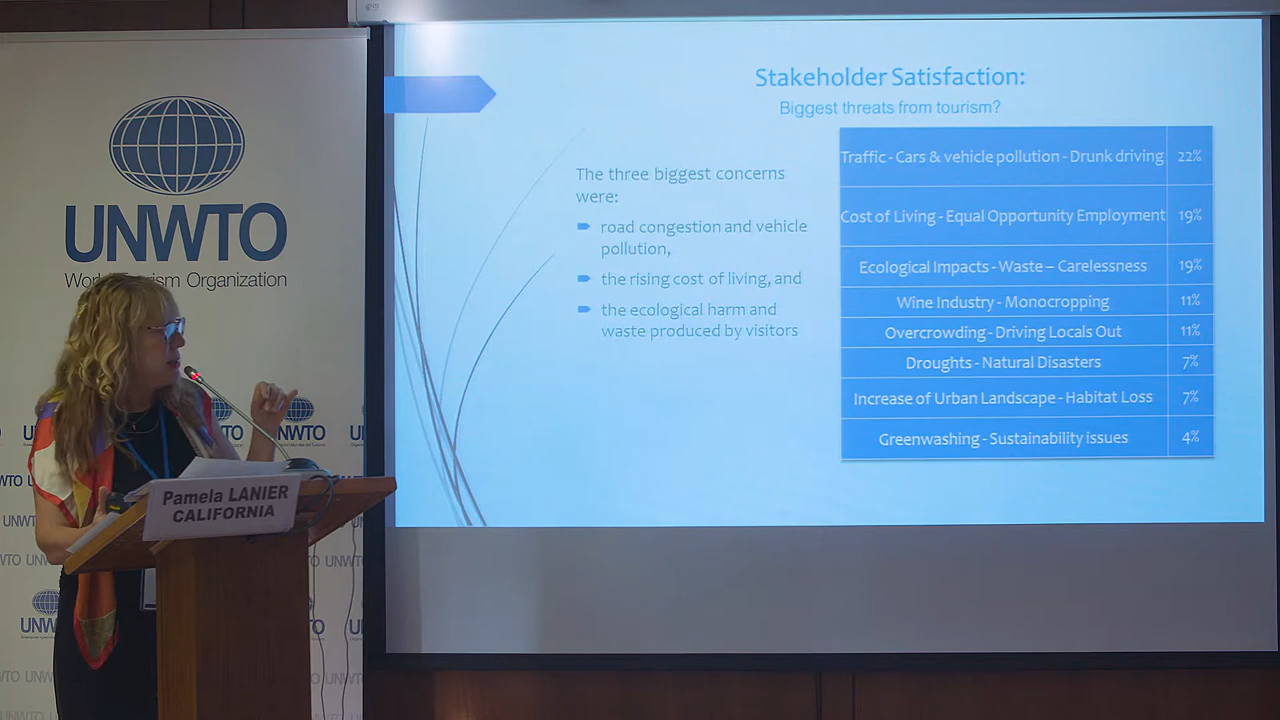 UNWTO
World Tourism Organization
Stakeholder Satisfaction:
Biggest threats from tourism?
The three biggest concerns
were:
road congestion and vehicle
pollution,
the rising cost of living, and
the ecological harm and
waste produced by visitors
Traffic - Cars & vehicle pollution - Drunk driving 22%
Cost of Living - Equal Opportunity Employment 19%
Ecological Impacts - Waste – Carelessness 19%
Wine Industry - Monocropping 11%
Overcrowding - Driving Locals Out 11%
Droughts - Natural Disasters 7%
Increase of Urban Landscape - Habitat Loss 7%
Greenwashing - Sustainability issues 4%
Pamela LANIER
CALIFORNIA
UNWTO
UNWTO
UNWTO